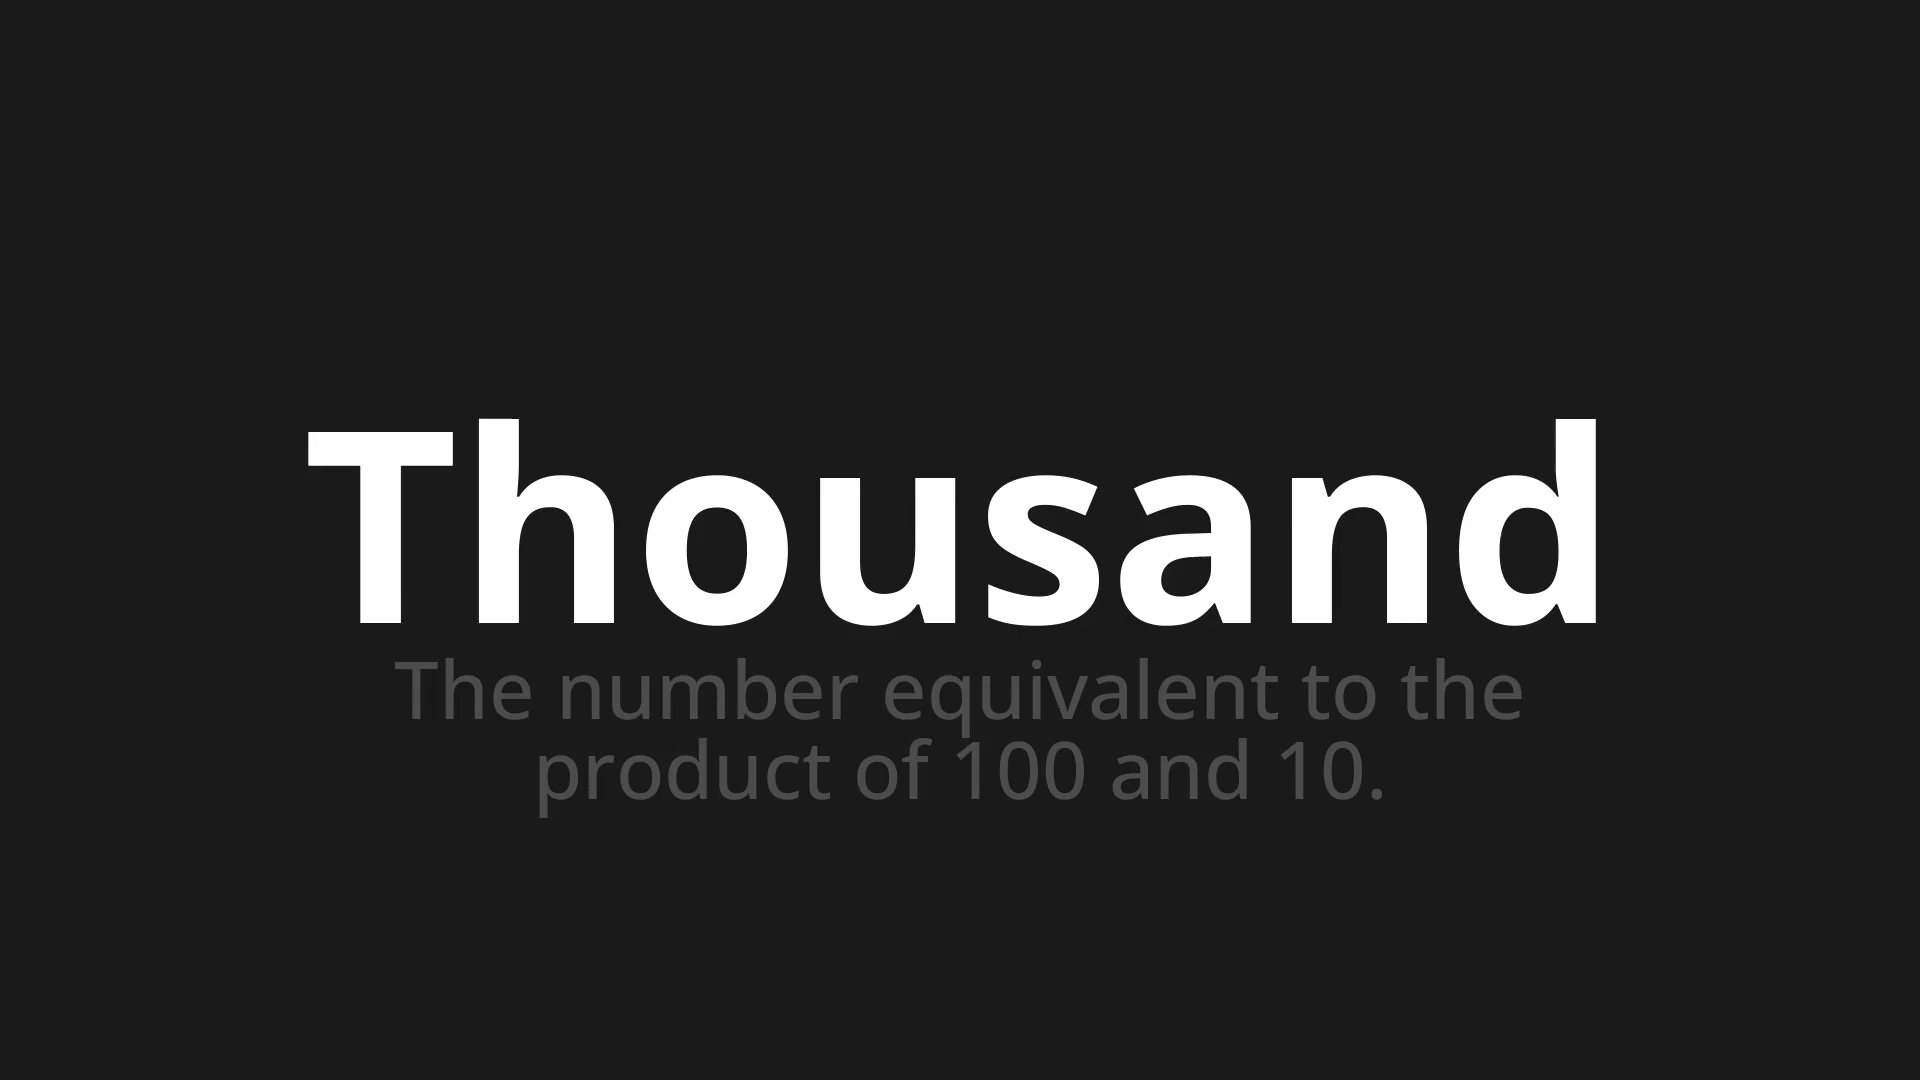 Thousand
The number equivalent to the
product of 100 and 10.